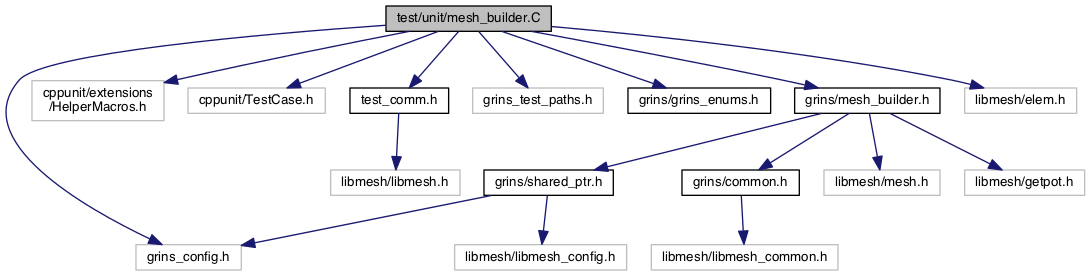 test/unit/mesh_builder.C
cppunit/extensions
/HelperMacros.h
cppunit/TestCase.h
test_comm.h
grins_test_paths.h
grins/grins_enums.h
grins/mesh_builder.h
libmesh/elem.h
libmesh/libmesh.h
grins/shared_ptr.h
grins/common.h
libmesh/mesh.h
libmesh/getpot.h
grins_config.h
libmesh/libmesh_config.h
libmesh/libmesh_common.h